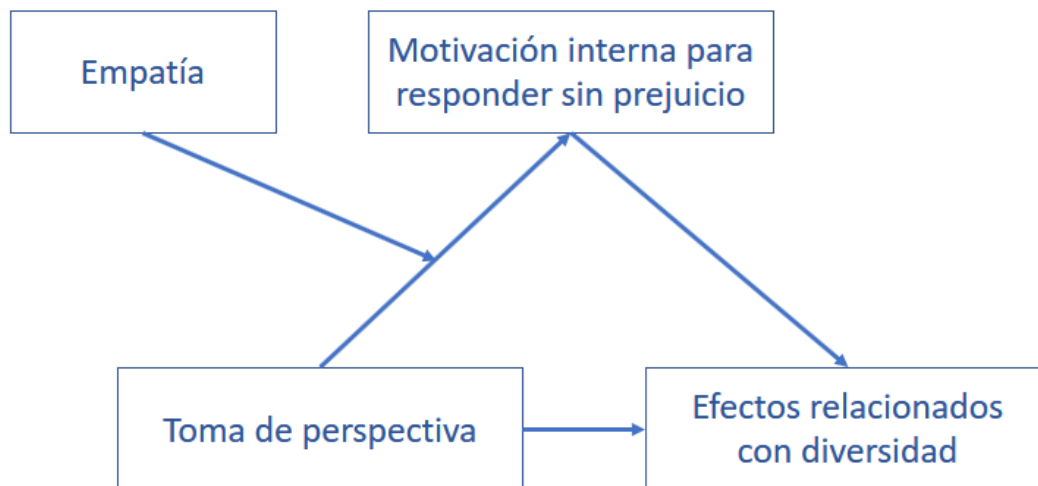 Empatía
Motivación interna para
responder sin prejuicio
Toma de perspectiva
Efectos relacionados
con diversidad